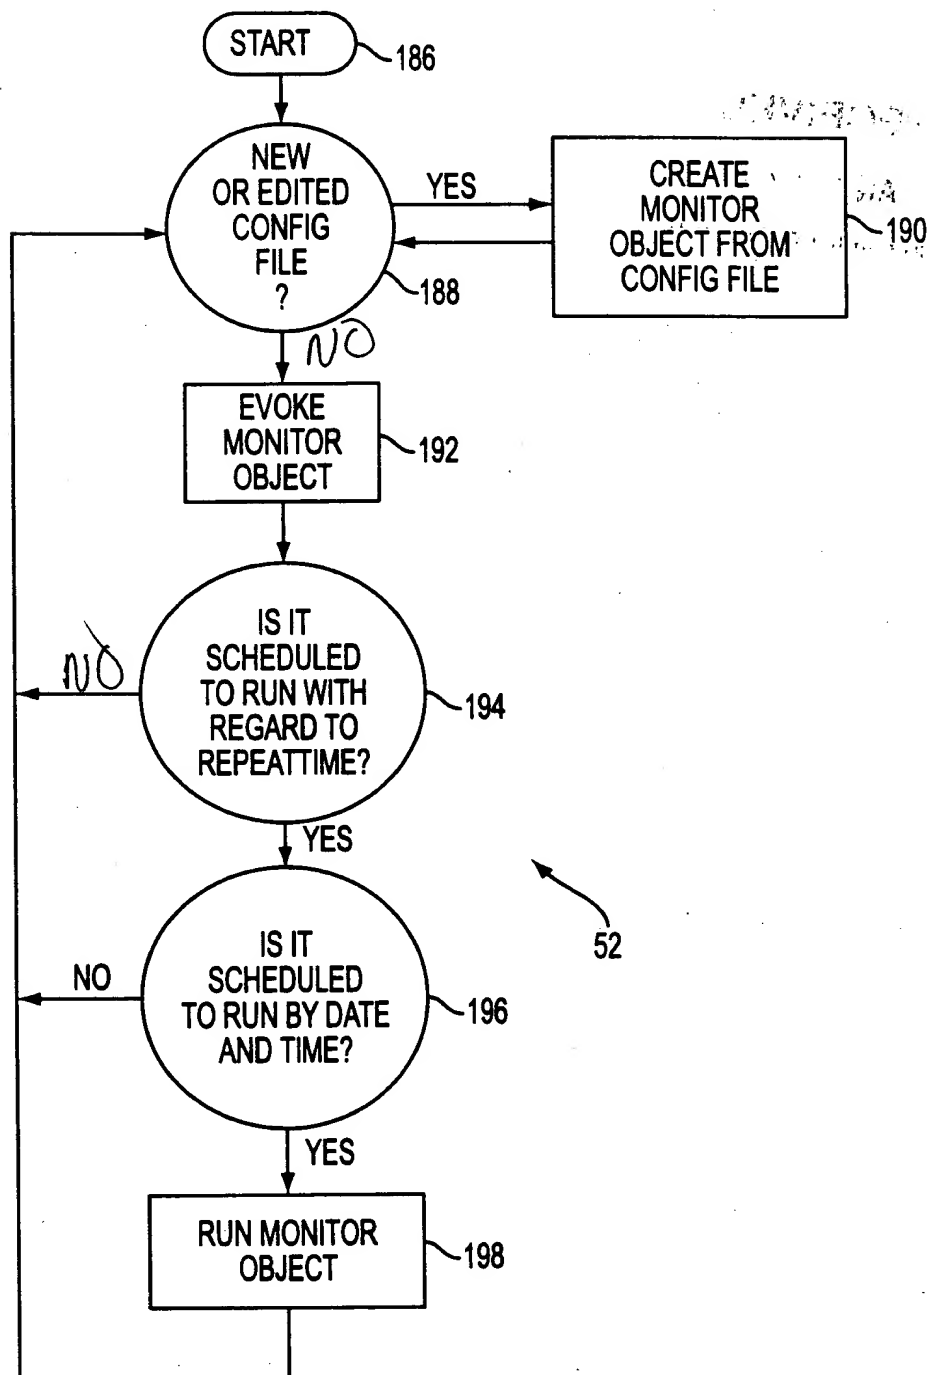 START
186
NEW
OR EDITED
CONFIG
FILE
?
188
YES
CREATE
MONITOR
OBJECT FROM
CONFIG FILE
190
NO
EVOKE
MONITOR
OBJECT
192
IS IT
SCHEDULED
TO RUN WITH
REGARD TO
REPEATTIME?
194
NO
YES
IS IT
SCHEDULED
TO RUN BY DATE
AND TIME?
196
NO
52
YES
RUN MONITOR
OBJECT
198